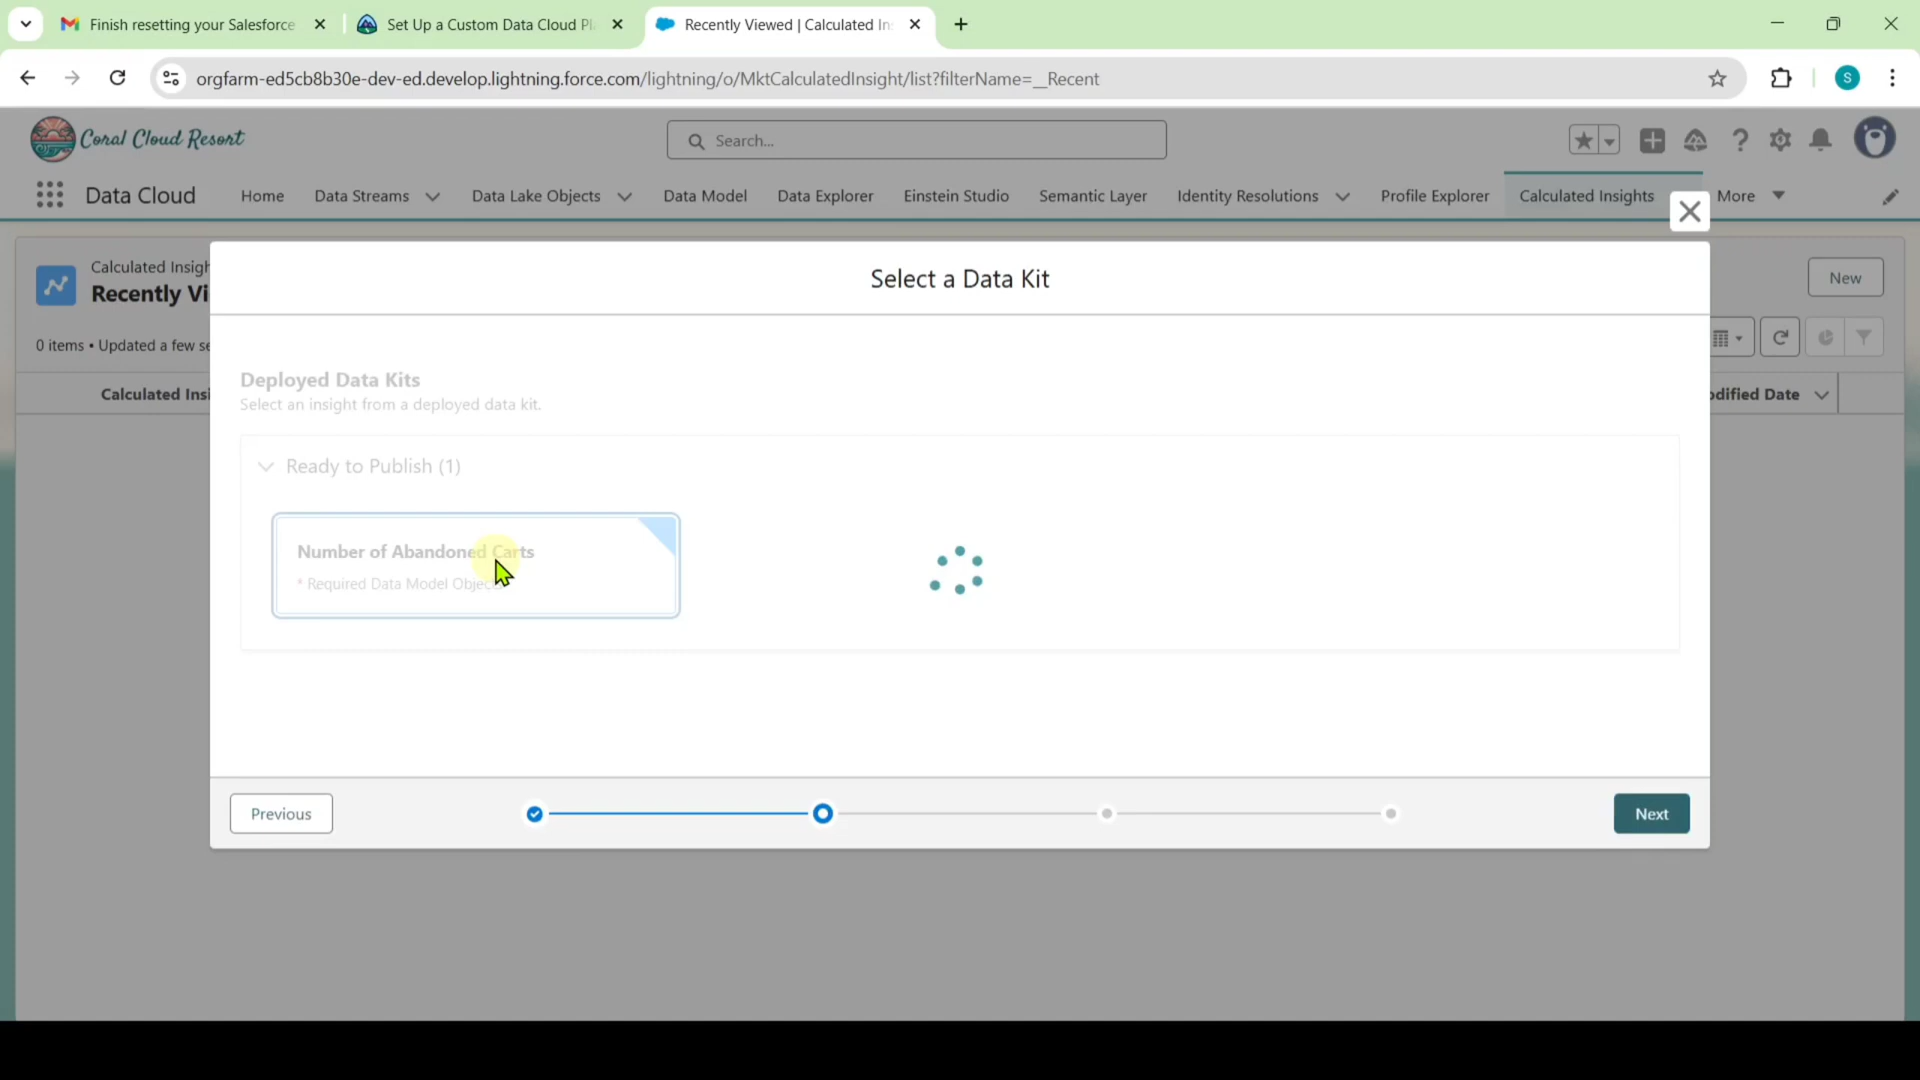 Finish resetting your Salesforce
Set Up a Custom Data Cloud Pl
Recently Viewed | Calculated In
orgfarm-ed5cb8b30e-dev-ed.develop.lightning.force.com/lightning/o/MktCalculatedInsight/list?filterName=__Recent
S
Coral Cloud Resort
Search...
Data Cloud
Home
Data Streams
Data Lake Objects
Data Model
Data Explorer
Einstein Studio
Semantic Layer
Identity Resolutions
Profile Explorer
Calculated Insights
More
Calculated Insigh
Recently Vi
New
0 items • Updated a few se
Calculated Insi
odified Date
Select a Data Kit
Deployed Data Kits
Select an insight from a deployed data kit.
Ready to Publish (1)
Number of Abandoned Carts
* Required Data Model Objec
Previous
Next